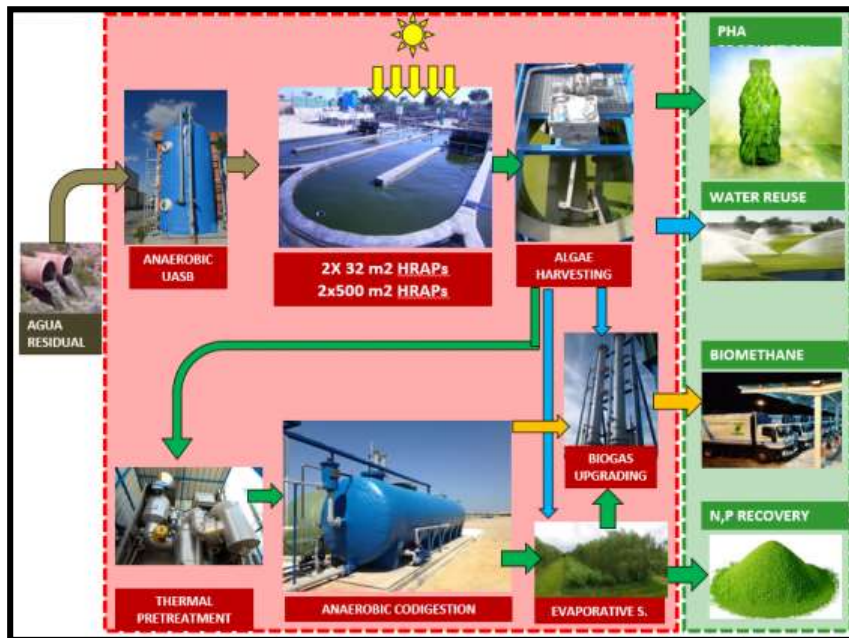 PHA
WATER REUSE
BIOMETHANE
N,P RECOVERY
ANAEROBIC
UASB
2X 32 m2 HRAPs
2x500 m2 HRAPs
ALGAE
HARVESTING
AGUA
RESIDUAL
BIOGAS
UPGRADING
THERMAL
PRETREATMENT
ANAEROBIC CODIGESTION
EVAPORATIVE S.